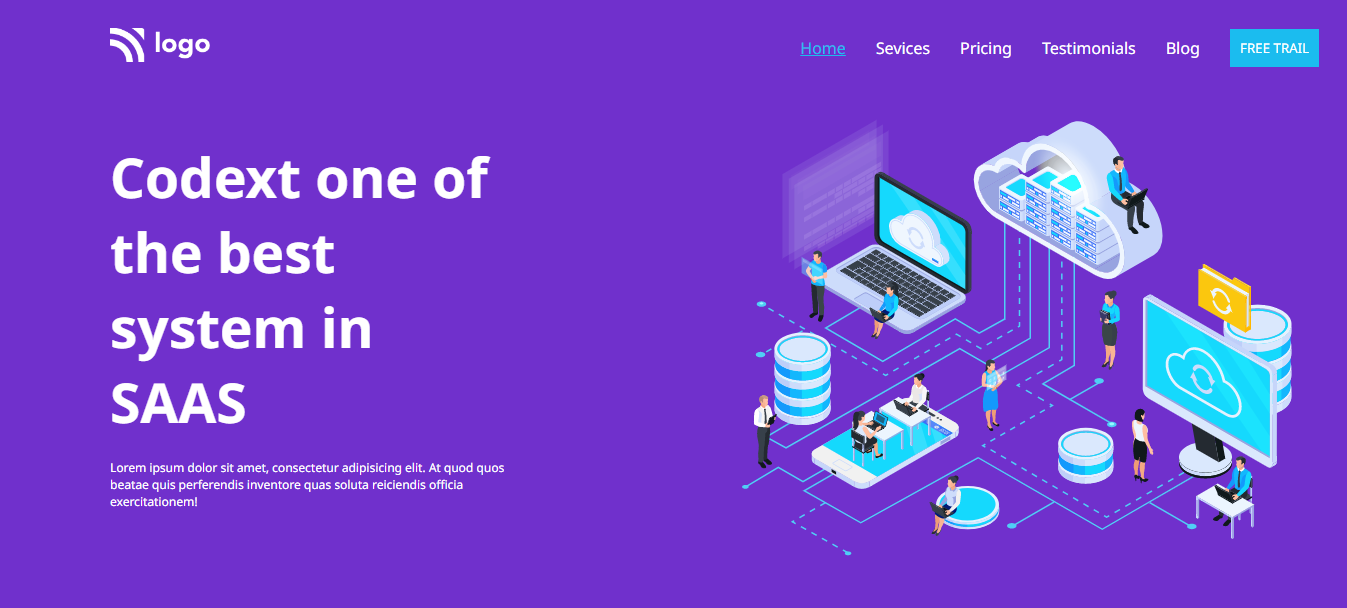 logo
Home Sevices Pricing Testimonials Blog FREE TRAIL
Codext one of
the best
system in
SAAS
Lorem ipsum dolor sit amet, consectetur adipisicing elit. At quod quos
beatae quis perferendis inventore quas soluta reiciendis officia
exercitationem!